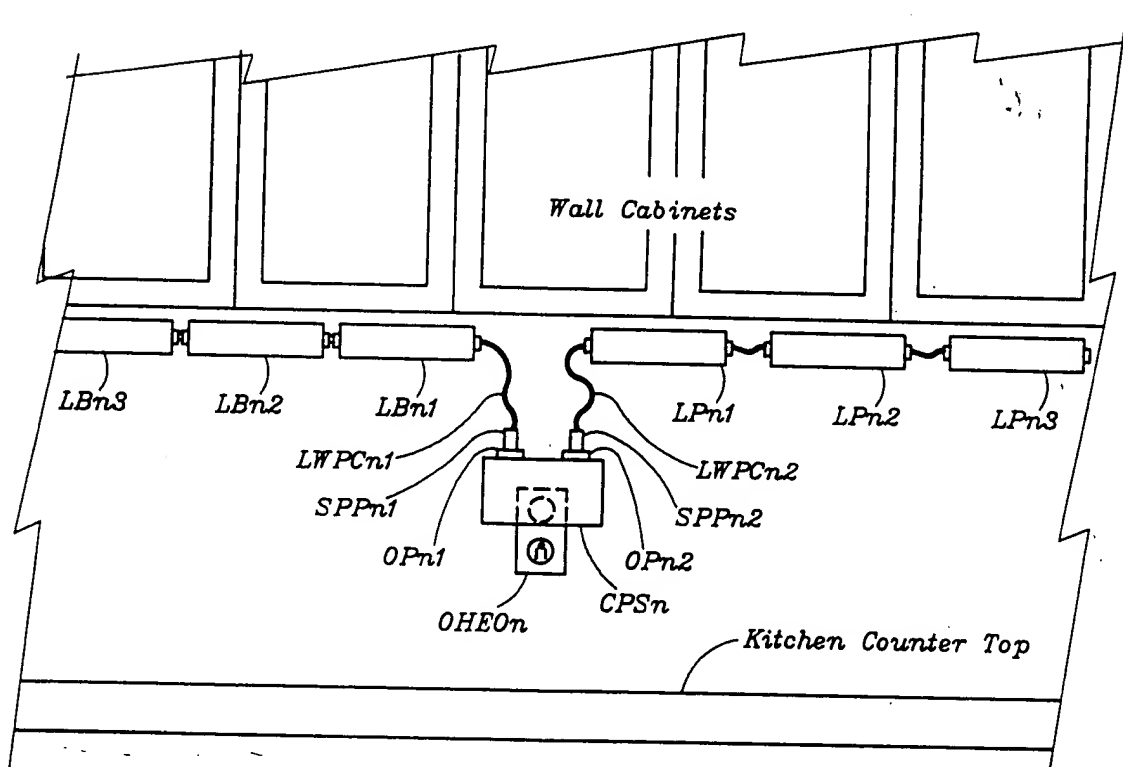 Wall Cabinets
LBn3
LBn2
LBn1
LPn1
LPn2
LPn3
LWPCn1
LWPCn2
SPPn1
SPPn2
OPn1
OPn2
CPSn
OHEOn
Kitchen Counter Top